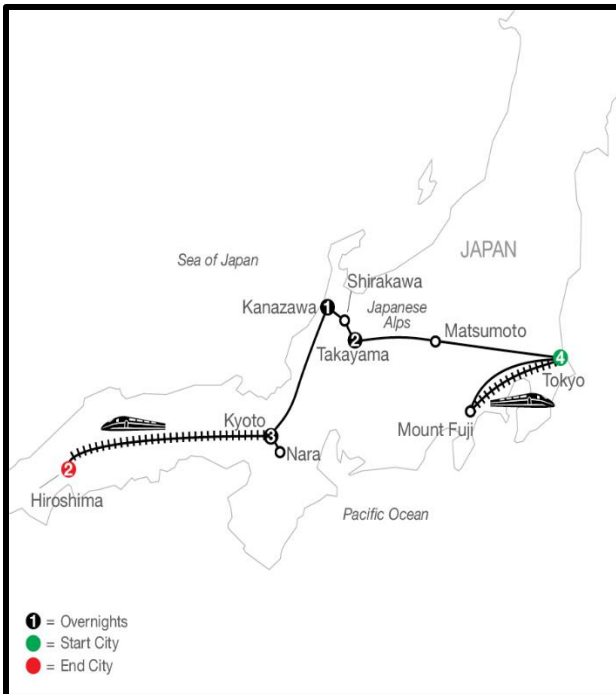 JAPAN
Sea of Japan
Shirakawa
Kanazawa
1
Japanese
Alps
Matsumoto
2
Takayama
4
Tokyo
Mount Fuji
Kyoto
3
Nara
2
Hiroshima
Pacific Ocean
1 = Overnights
= Start City
= End City